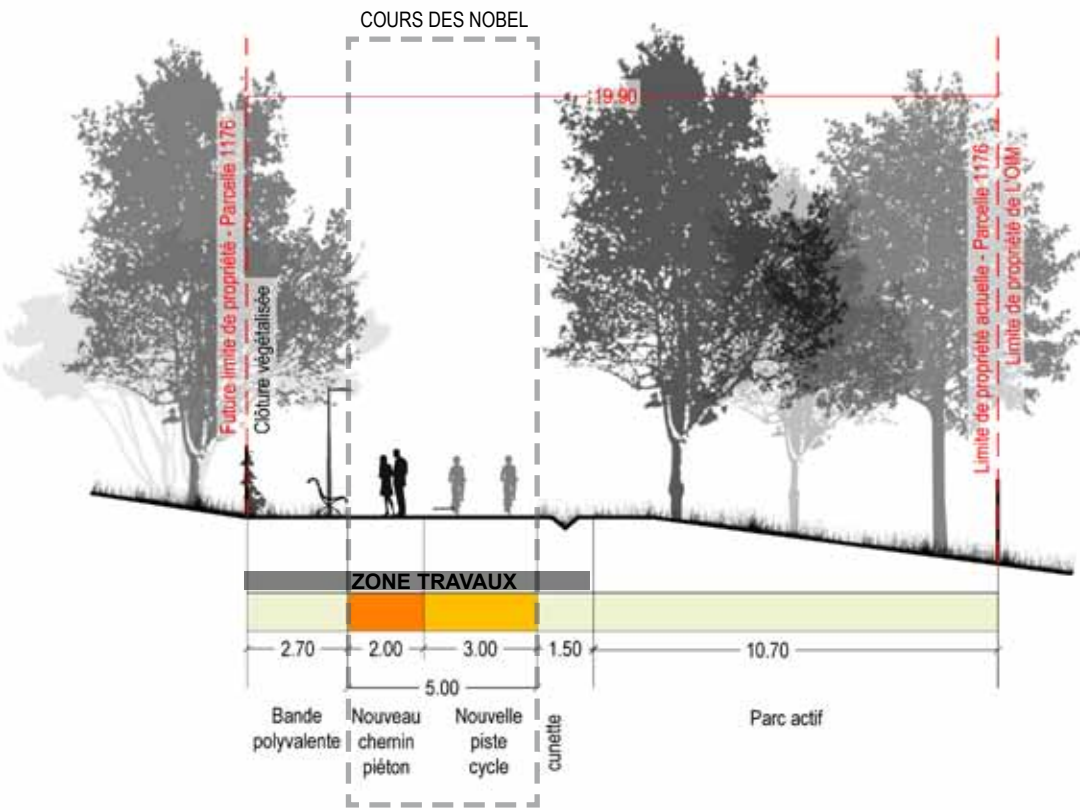 COURS DES NOBEL
19.90
Future limite de propriété - Parcelle 1176
Clôture végétalisée
Limite de propriété actuelle - Parcelle 1176
Limite de propriété de L'OIM
ZONE TRAVAUX
2.70
2.00
3.00
1.50
10.70
5.00
Bande
polyvalente
Nouveau
chemin
piéton
Nouvelle
piste
cycle
cunette
Parc actif